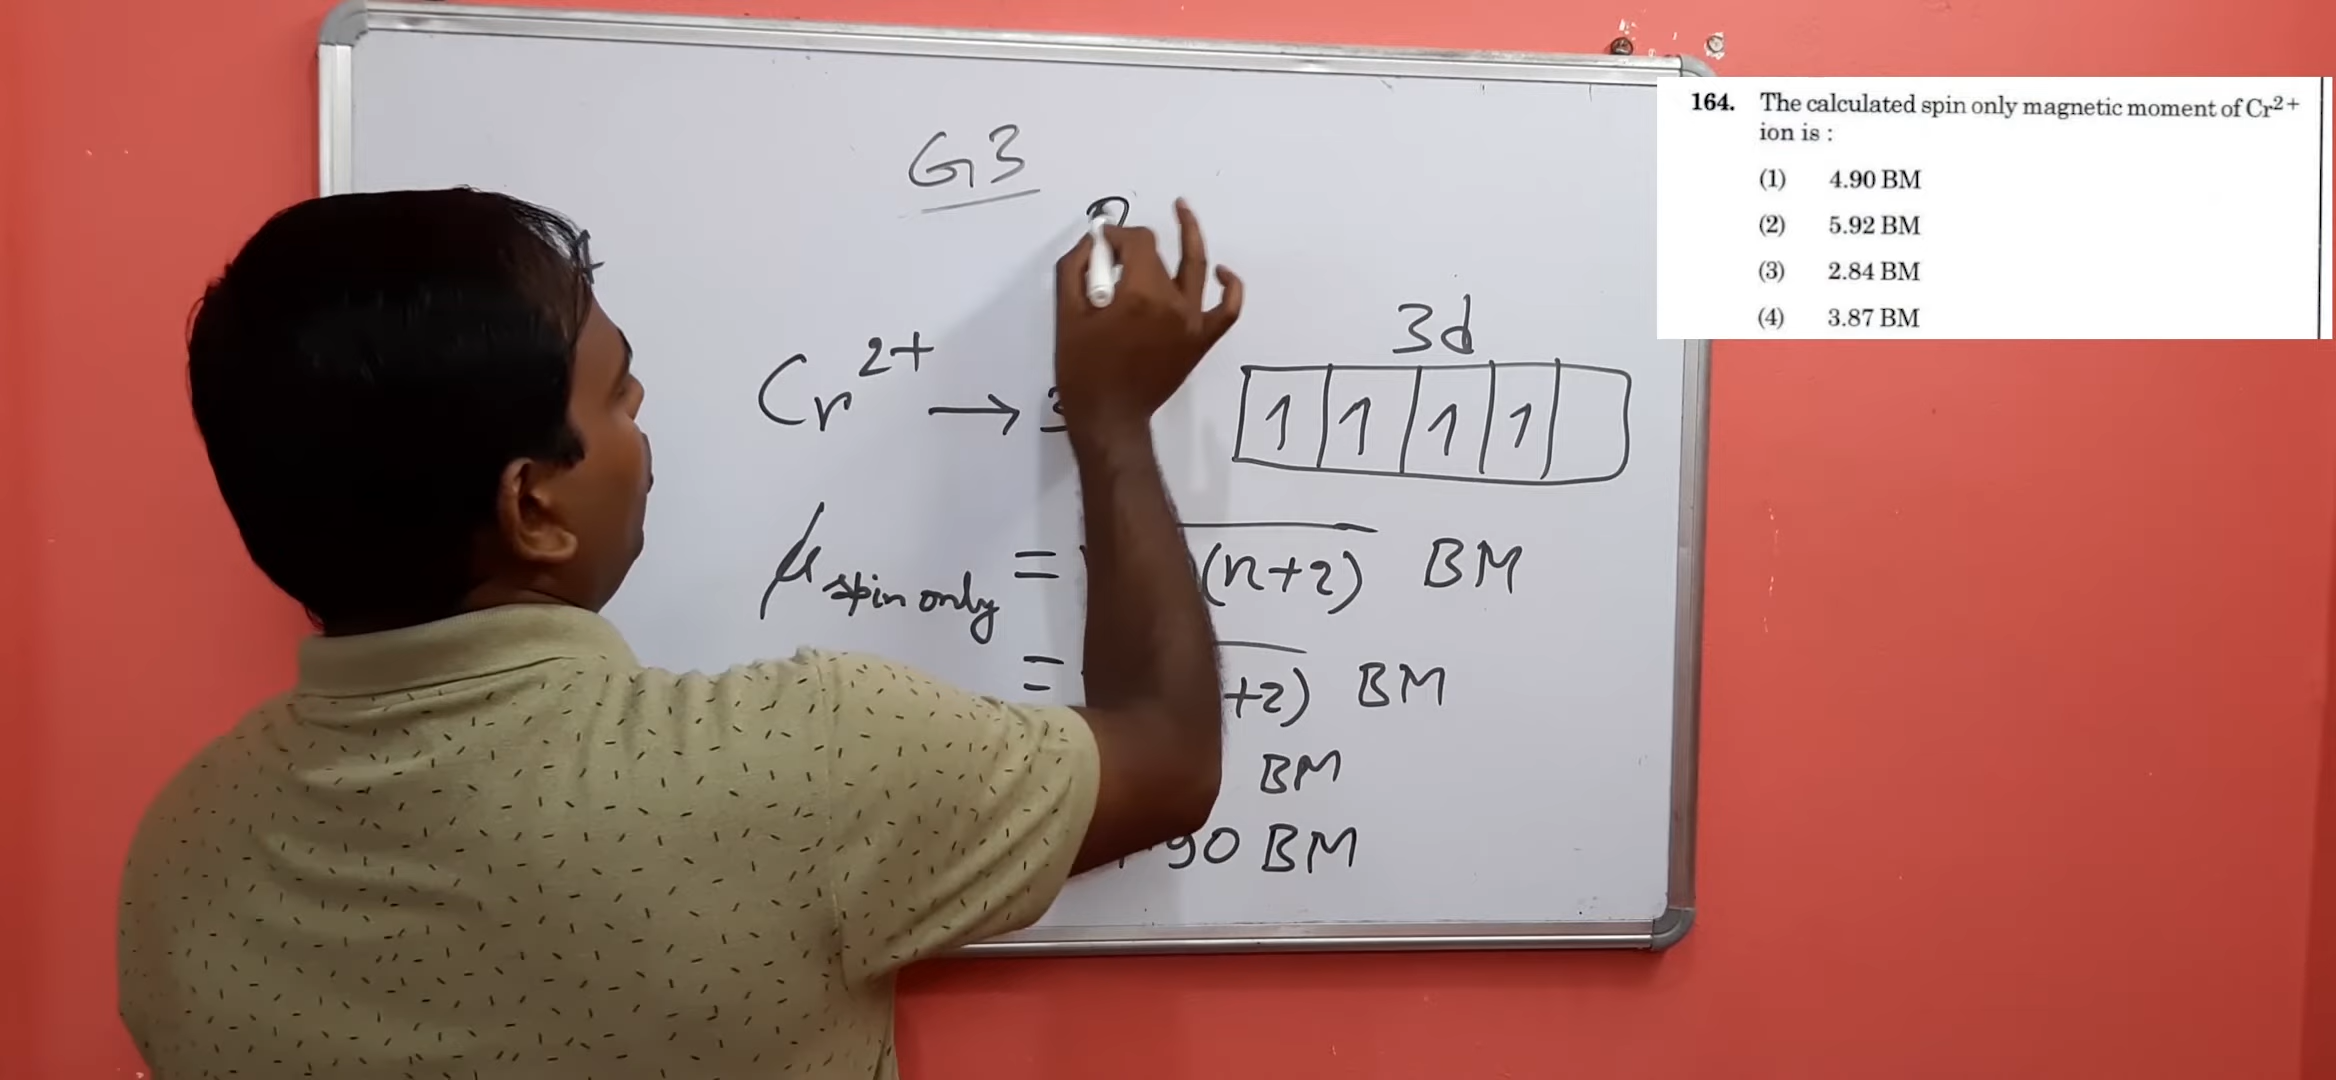 G3
Cr2+ → 3
3d
1 1 1 1
μ spin only = (n+2) BM
= +2) BM
BM
90 BM
164. The calculated spin only magnetic moment of Cr2+
ion is :
(1) 4.90 BM
(2) 5.92 BM
(3) 2.84 BM
(4) 3.87 BM